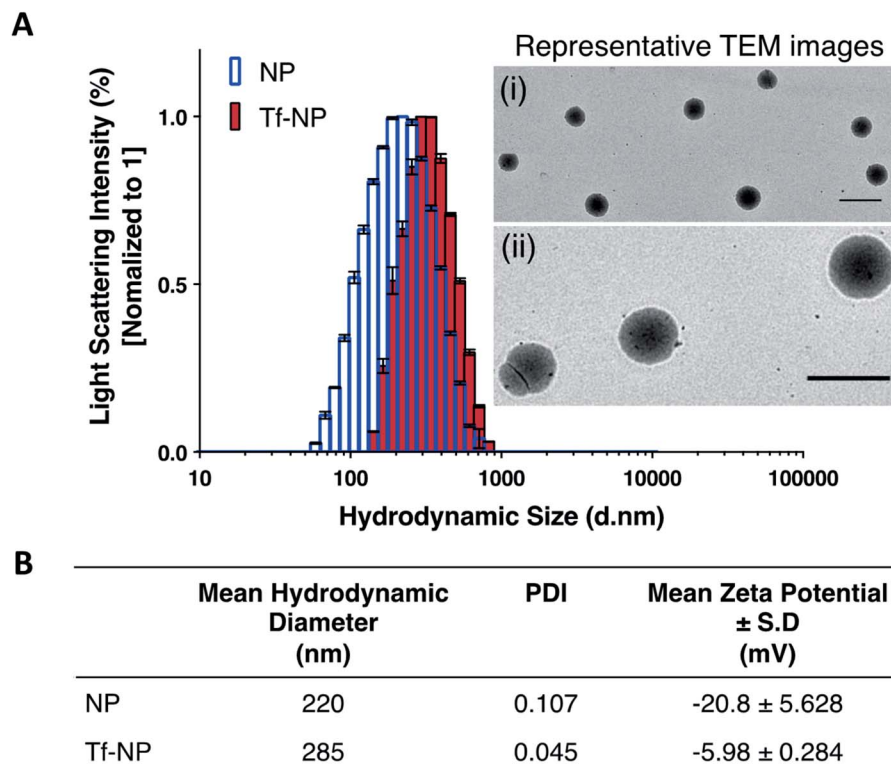 A
Light Scattering Intensity (%)
[Nomalized to 1]
NP
Tf-NP
1.0
0.5
0.0
10
100
1000
10000
100000
Hydrodynamic Size (d.nm)
Representative TEM images
(i)
(ii)
B
Mean Hydrodynamic
Diameter
(nm)
PDI
Mean Zeta Potential
± S.D
(mV)
NP 220 0.107 -20.8 ± 5.628
Tf-NP 285 0.045 -5.98 ± 0.284